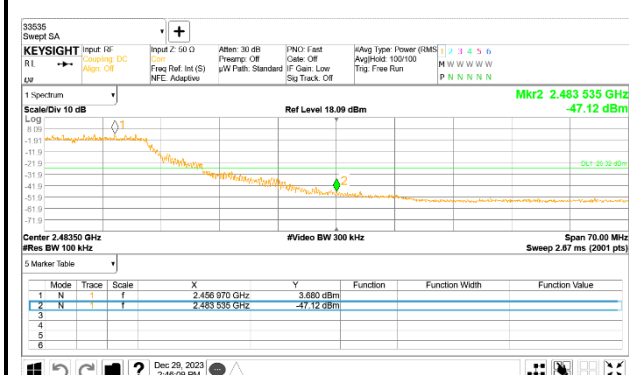 33535
Swept SA
KEYSIGHT Input: RF Input Z: 50 Ω Atten: 30 dB PNO: Fast #Avg Type: Power (RMS 1 2 3 4 5 6
RL Coupling: DC Corr Preamp: Off Gate: Off Avg|Hold: 100/100 M W W W W W
Align: Off Freq Ref: Int (S) µW Path: Standard IF Gain: Low Trig: Free Run
NFE: Adaptive Sig Track: Off P N N N N N
1 Spectrum Mkr2 2.483 535 GHz
Scale/Div 10 dB Ref Level 18.09 dBm -47.12 dBm
Log
8.09 1
-1.91
-11.9
-21.9
-31.9
-41.9 2
-51.9
-61.9
-71.9
Center 2.48350 GHz #Video BW 300 kHz Span 70.00 MHz
#Res BW 100 kHz Sweep 2.67 ms (2001 pts)
5 Marker Table
Mode Trace Scale X Y Function Function Width Function Value
1 N 1 f 2.456 970 GHz 3.680 dBm
2 N 1 f 2.483 535 GHz -47.12 dBm
3
4
5
6
? Dec 29, 2023
2:46:09 PM